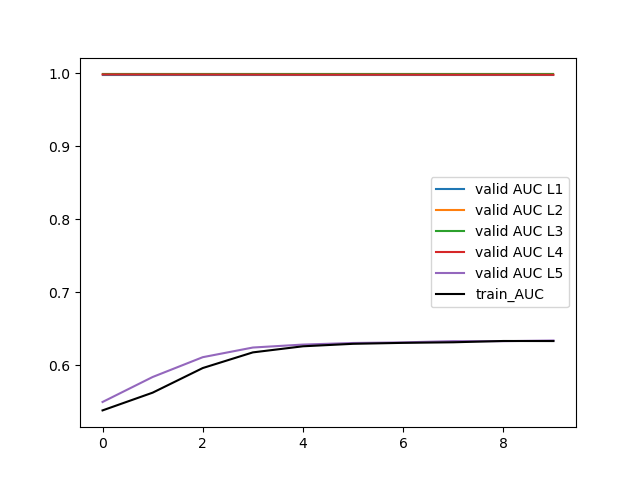 1.0
0.9
0.8
0.7
0.6
0
2
4
6
8
valid AUC L1
valid AUC L2
valid AUC L3
valid AUC L4
valid AUC L5
train_AUC